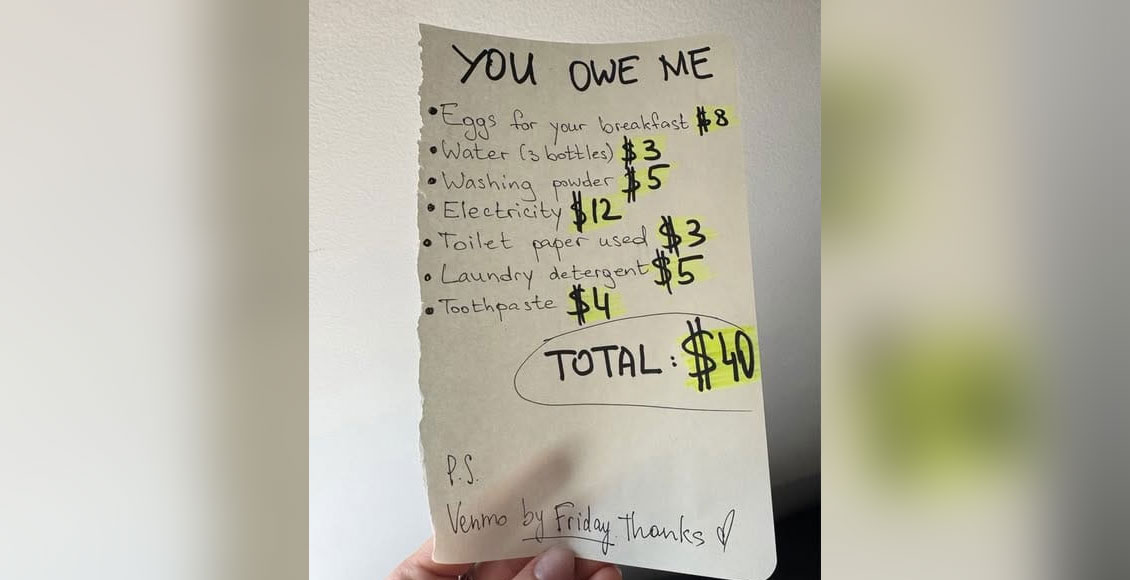 YOU OWE ME
• Eggs for your breakfast $8
• Water (3 bottles) $3
• Washing powder $5
• Electricity $12
• Toilet paper used $3
• Laundry detergent $5
• Toothpaste $4
TOTAL: $40
P.S.
Venmo by Friday. Thanks ♡